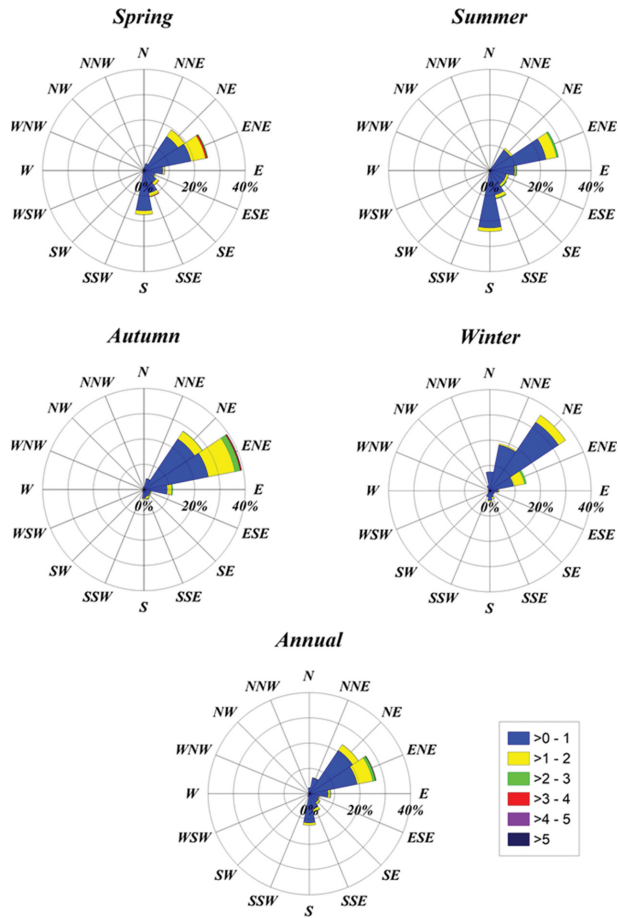 Spring
N
NNW NNE
NW NE
WNW ENE
W E
0% 20% 40%
WSW ESE
SW SE
SSW SSE
S
Summer
N
NNW NNE
NW NE
WNW ENE
W E
0% 20% 40%
WSW ESE
SW SE
SSW SSE
S
Autumn
N
NNW NNE
NW NE
WNW ENE
W E
0% 20% 40%
WSW ESE
SW SE
SSW SSE
S
Winter
N
NNW NNE
NW NE
WNW ENE
W E
0% 20% 40%
WSW ESE
SW SE
SSW SSE
S
Annual
N
NNW NNE
NW NE
WNW ENE
W E
0% 20% 40%
WSW ESE
SW SE
SSW SSE
S
>0 - 1
>1 - 2
>2 - 3
>3 - 4
>4 - 5
>5